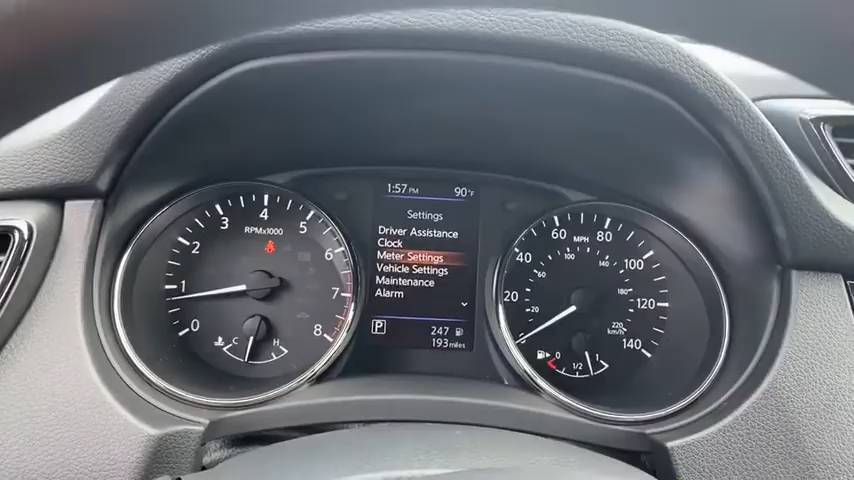 1:57 PM 90°F
Settings
Driver Assistance
Clock
Meter Settings
Vehicle Settings
Maintenance
Alarm
P 247
193 miles
RPMx1000
0 1 2 3 4 5 6 7 8
C H
MPH
20 40 60 80 100 120 140
20 60 100 140 180 220
km/h
0 1/2 1